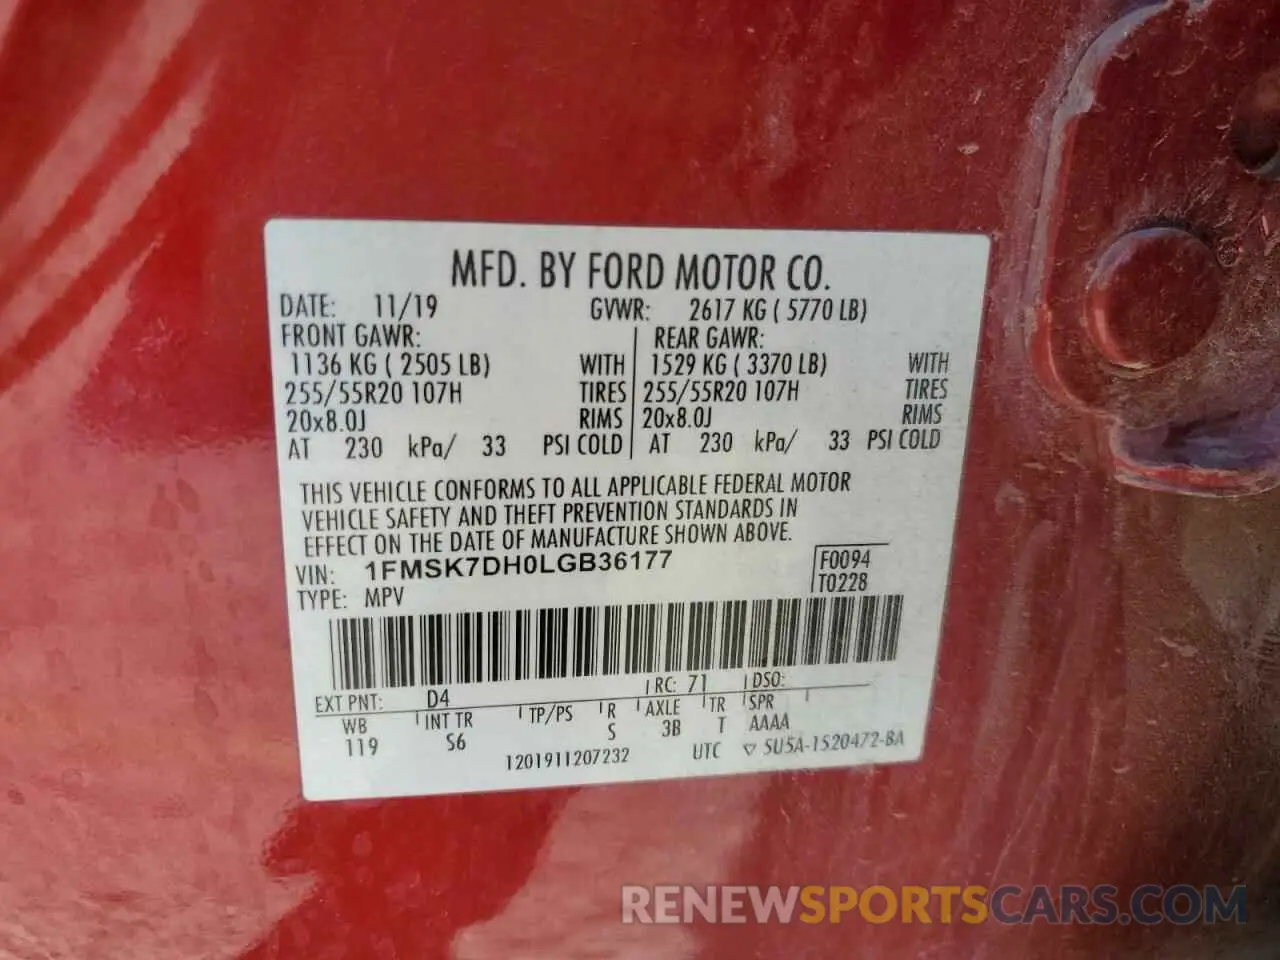 MFD. BY FORD MOTOR CO.
DATE: 11/19 GVWR: 2617 KG ( 5770 LB)
FRONT GAWR: REAR GAWR:
1136 KG ( 2505 LB) WITH 1529 KG ( 3370 LB) WITH
255/55R20 107H TIRES 255/55R20 107H TIRES
20x8.0J RIMS 20x8.0J RIMS
AT 230 kPa/ 33 PSI COLD AT 230 kPa/ 33 PSI COLD
THIS VEHICLE CONFORMS TO ALL APPLICABLE FEDERAL MOTOR
VEHICLE SAFETY AND THEFT PREVENTION STANDARDS IN
EFFECT ON THE DATE OF MANUFACTURE SHOWN ABOVE.
VIN: 1FMSK7DH0LGB36177 F0094
TYPE: MPV T0228
EXT PNT: D4 RC: 71 DSO:
WB INT TR TP/PS R AXLE TR SPR
119 S6 S 3B T AAAA
1201911207232 UTC ▽ 5U5A-1520472-BA
RENEWSPORTSCARS.COM